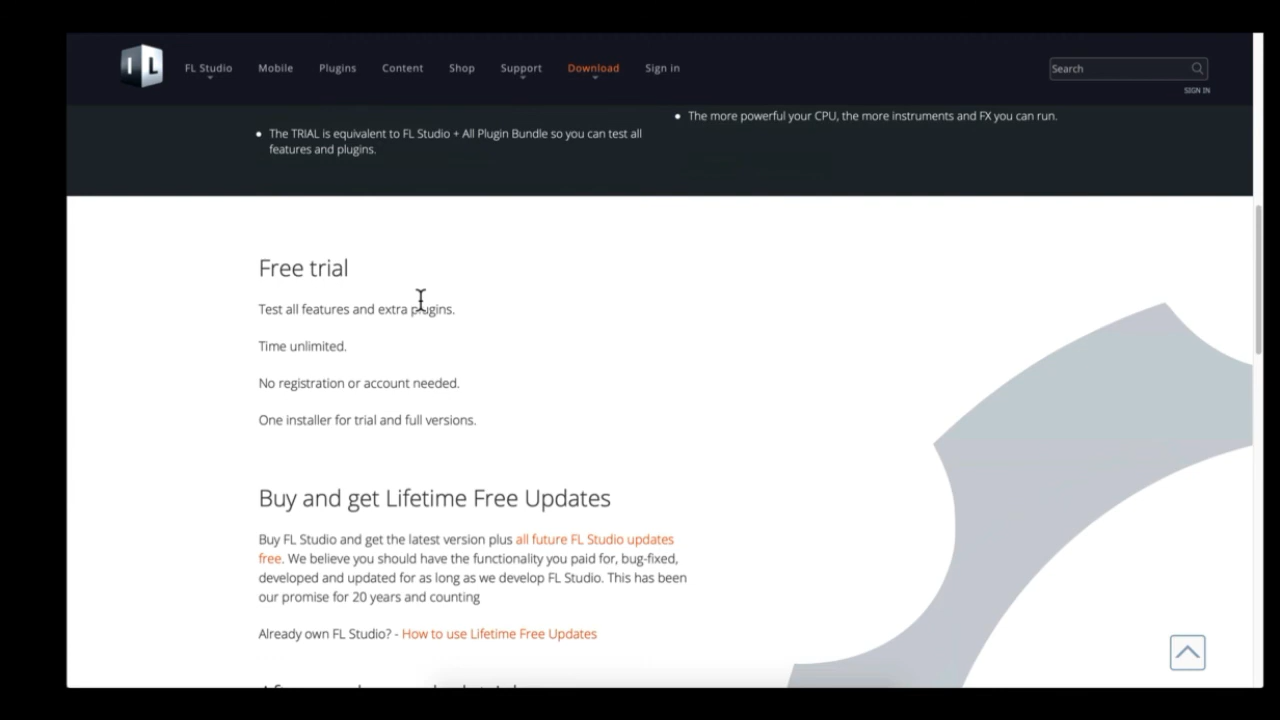 I L
FL Studio
Mobile
Plugins
Content
Shop
Support
Download
Sign in
Search
SIGN IN
The more powerful your CPU, the more instruments and FX you can run.
The TRIAL is equivalent to FL Studio + All Plugin Bundle so you can test all
features and plugins.
Free trial
Test all features and extra plugins.
Time unlimited.
No registration or account needed.
One installer for trial and full versions.
Buy and get Lifetime Free Updates
Buy FL Studio and get the latest version plus all future FL Studio updates
free. We believe you should have the functionality you paid for, bug-fixed,
developed and updated for as long as we develop FL Studio. This has been
our promise for 20 years and counting
Already own FL Studio? - How to use Lifetime Free Updates